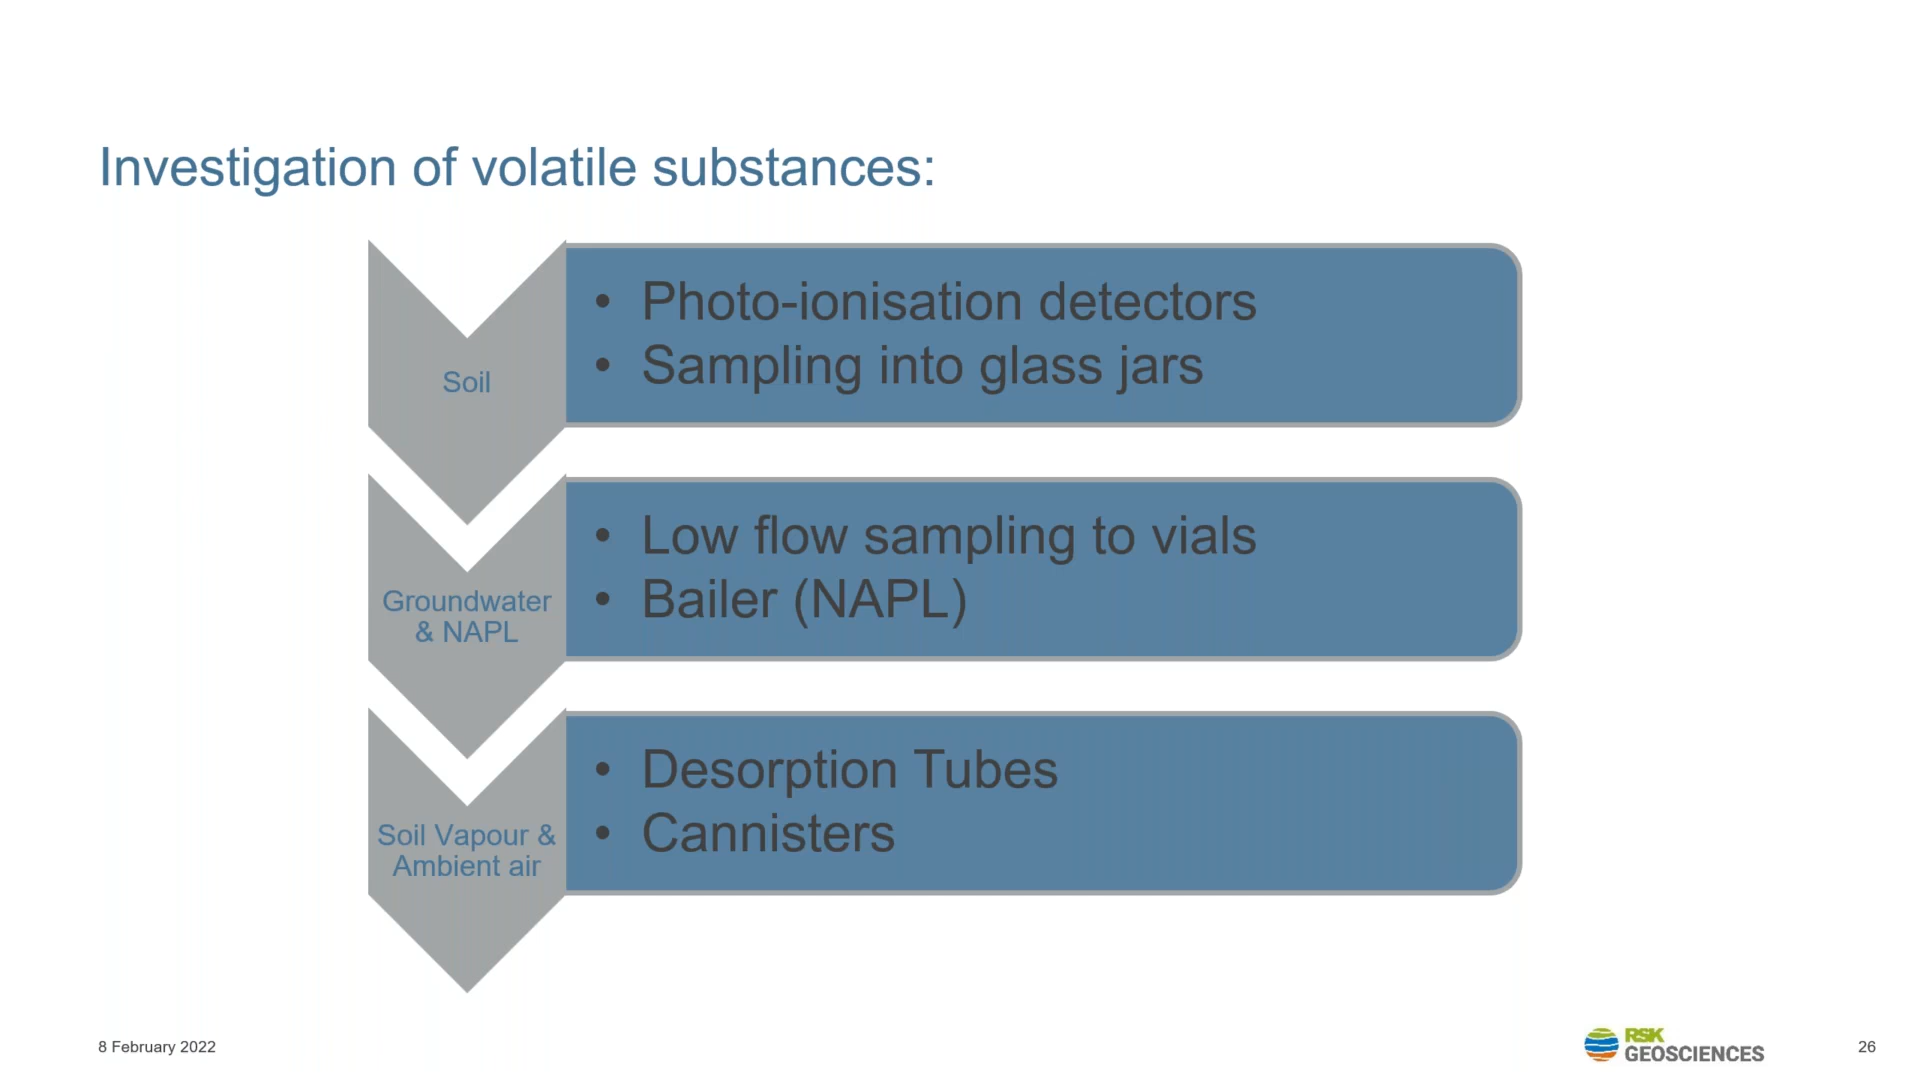 Investigation of volatile substances:
Soil
• Photo-ionisation detectors
• Sampling into glass jars
Groundwater
& NAPL
• Low flow sampling to vials
• Bailer (NAPL)
Soil Vapour &
Ambient air
• Desorption Tubes
• Cannisters
8 February 2022
RSK
GEOSCIENCES
26